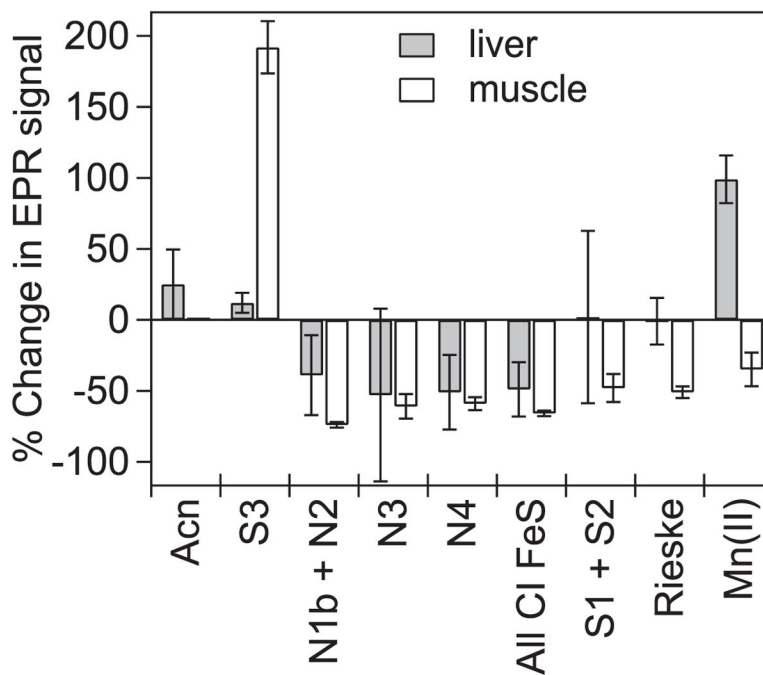 % Change in EPR signal
200
150
100
50
0
-50
-100
liver
muscle
Acn
S3
N1b + N2
N3
N4
All CI FeS
S1 + S2
Rieske
Mn(II)